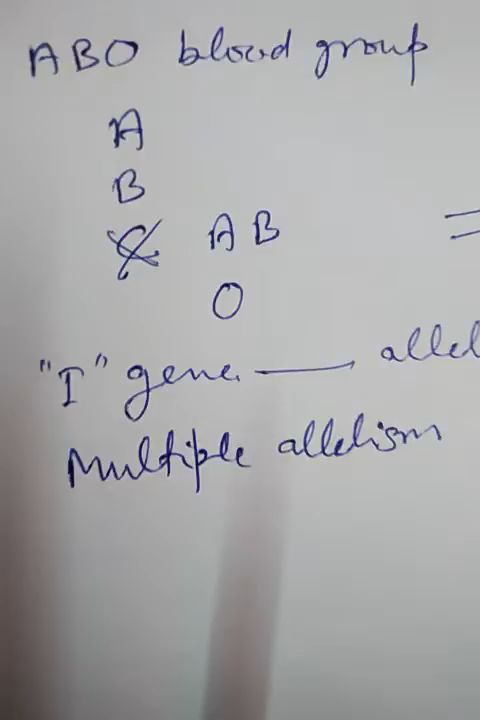 ABO blood group
A
B
AB
O
"I" gene. — allel
Multiple allelism